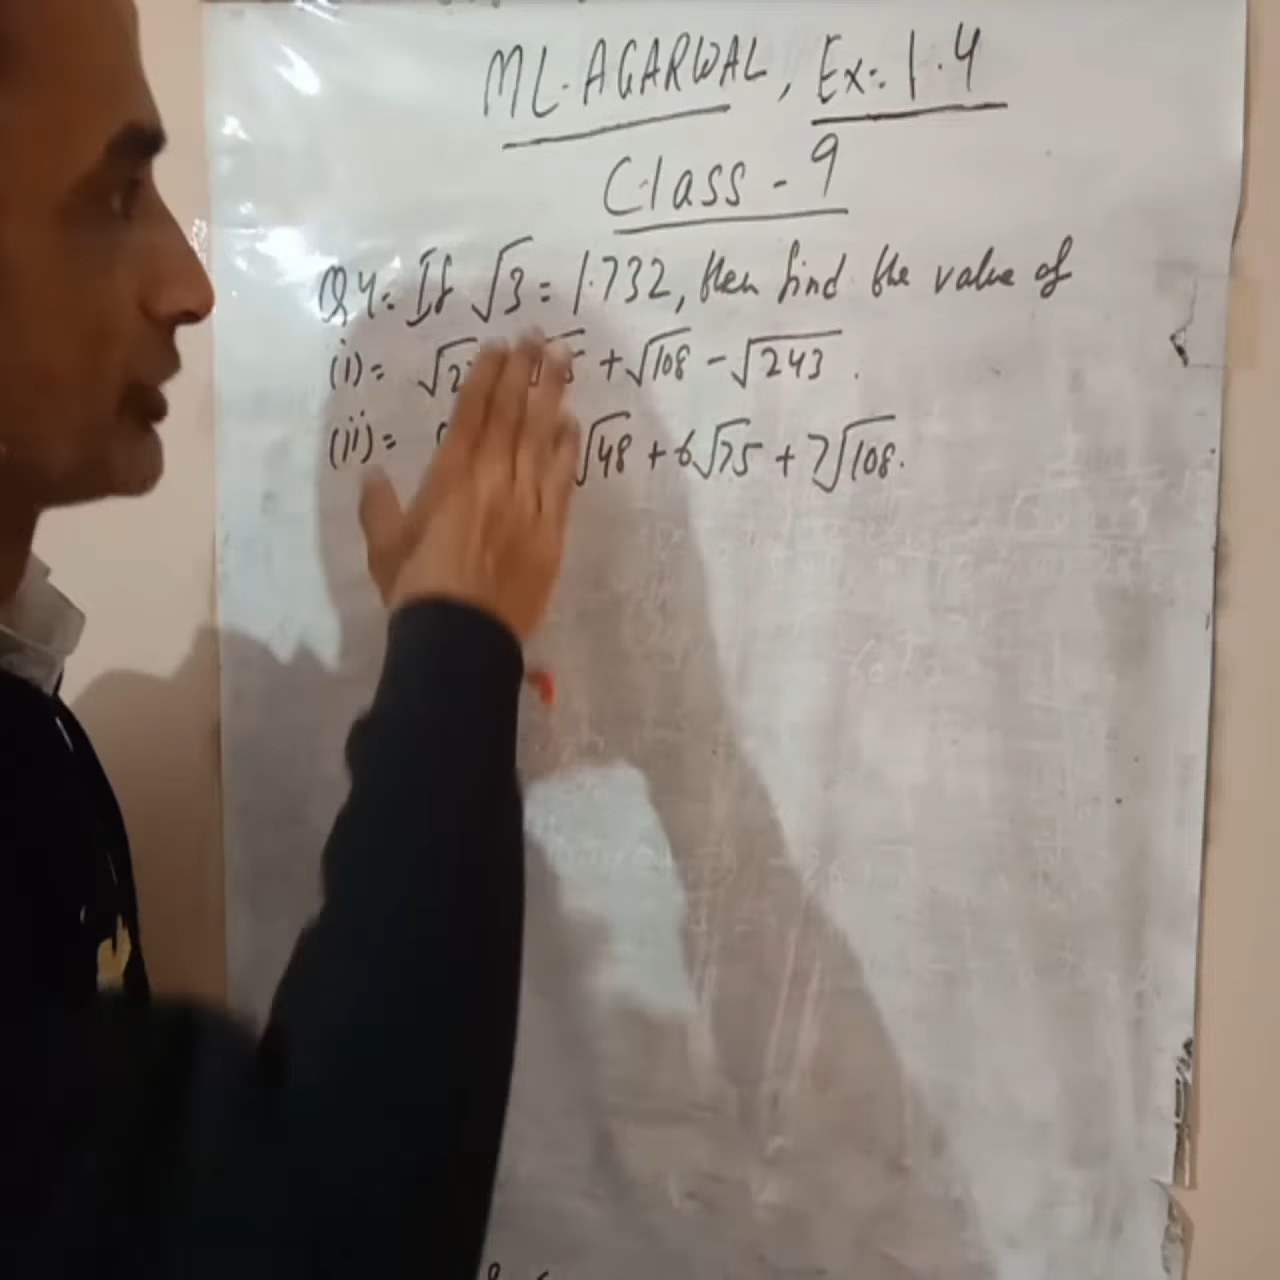 ML. AGARWAL, Ex:. 1.4
Class - 9
Q4:. If √3 = 1.732, then find the value of
(i)= √2 + √108 - √243.
(ii)= √48 + 6√75 + 7√108.